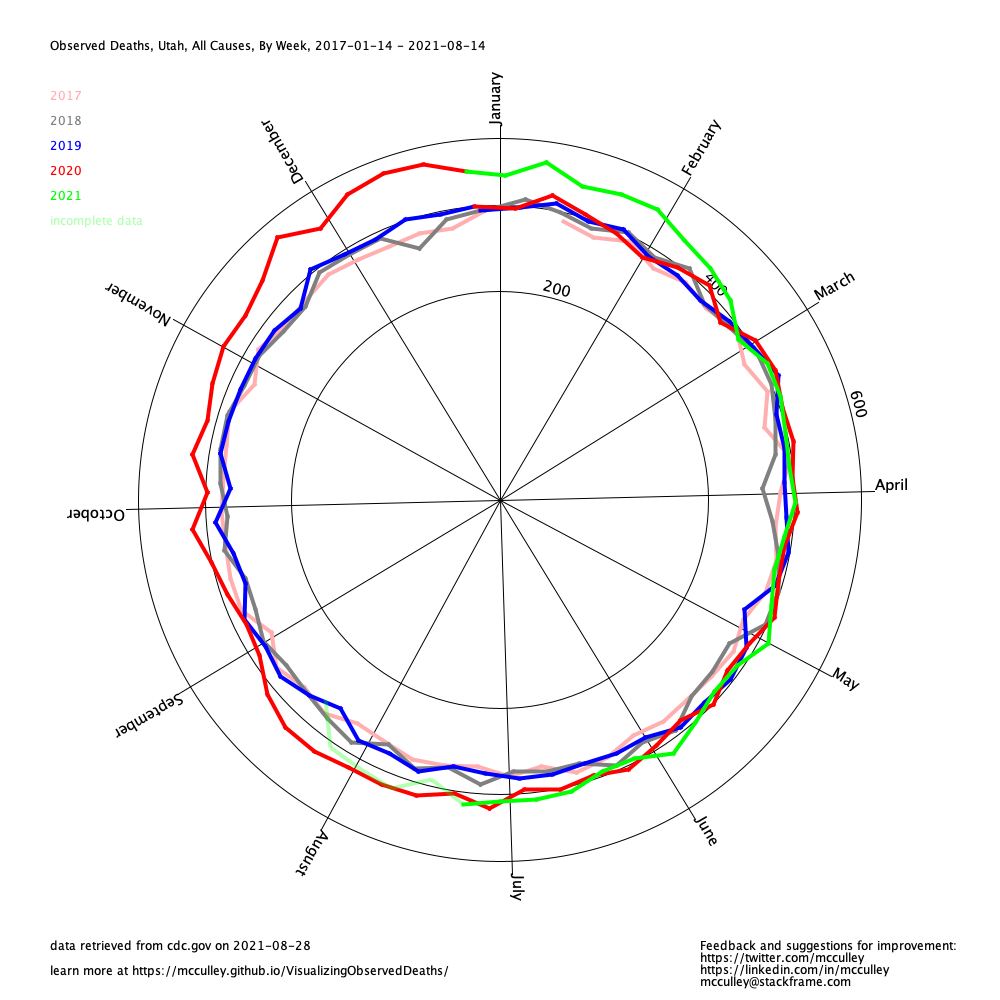 Observed Deaths, Utah, All Causes, By Week, 2017-01-14 - 2021-08-14
2017
2018
2019
2020
2021
incomplete data
January
February
March
April
May
June
July
August
September
October
November
December
200
400
600
data retrieved from cdc.gov on 2021-08-28
learn more at https://mcculley.github.io/VisualizingObservedDeaths/
Feedback and suggestions for improvement:
https://twitter.com/mcculley
https://linkedin.com/in/mcculley
mcculley@stackframe.com